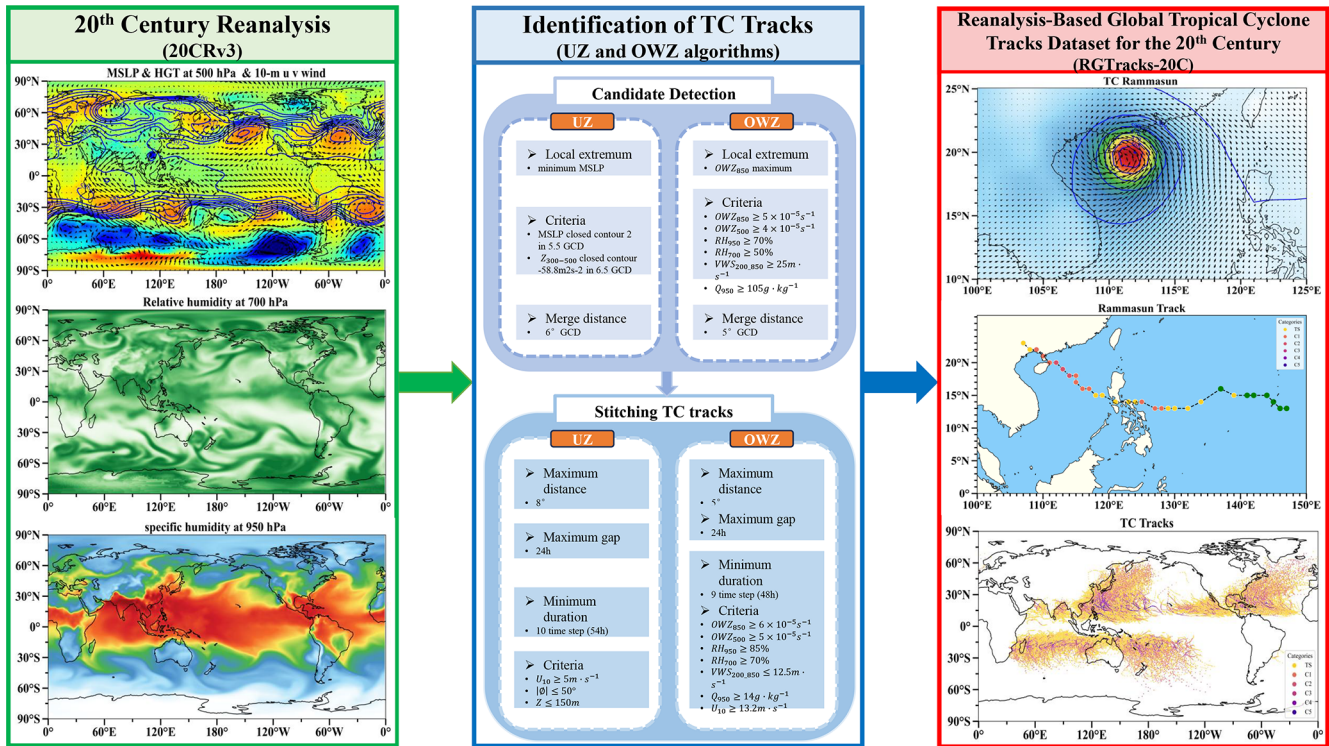 20th Century Reanalysis
(20CRv3)
MSLP & HGT at 500 hPa & 10-m u v wind
90°N
60°N
30°N
0°
30°S
60°S
90°S
0° 60°E 120°E 180° 120°W 60°W 0°
Relative humidity at 700 hPa
90°N
60°N
30°N
0°
30°S
60°S
90°S
0° 60°E 120°E 180° 120°W 60°W 0°
specific humidity at 950 hPa
90°N
60°N
30°N
0°
30°S
60°S
90°S
0° 60°E 120°E 180° 120°W 60°W 0°
Identification of TC Tracks
(UZ and OWZ algorithms)
Candidate Detection
UZ
➢ Local extremum
• minimum MSLP
➢ Criteria
• MSLP closed contour 2
in 5.5 GCD
• Z300−500 closed contour
-58.8m2s-2 in 6.5 GCD
➢ Merge distance
• 6° GCD
OWZ
➢ Local extremum
• OWZ850 maximum
➢ Criteria
• OWZ850 ≥ 5 × 10−5s−1
• OWZ500 ≥ 4 × 10−5s−1
• RH950 ≥ 70%
• RH700 ≥ 50%
• VWS200_850 ≥ 25m ·
s−1
• Q950 ≥ 105g · kg−1
➢ Merge distance
• 5° GCD
Stitching TC tracks
UZ
➢ Maximum
distance
• 8°
➢ Maximum gap
• 24h
➢ Minimum
duration
• 10 time step (54h)
➢ Criteria
• U10 ≥ 5m · s−1
• |Ø| ≤ 50°
• Z ≤ 150m
OWZ
➢ Maximum
distance
• 5°
➢ Maximum gap
• 24h
➢ Minimum
duration
• 9 time step (48h)
➢ Criteria
• OWZ850 ≥ 6 × 10−5s−1
• OWZ500 ≥ 5 × 10−5s−1
• RH950 ≥ 85%
• RH700 ≥ 70%
• VWS200_850 ≤ 12.5m ·
s−1
• Q950 ≥ 14g · kg−1
• U10 ≥ 13.2m · s−1
Reanalysis-Based Global Tropical Cyclone
Tracks Dataset for the 20th Century
(RGTracks-20C)
TC Rammasun
25°N
20°N
15°N
10°N
100°E 105°E 110°E 115°E 120°E 125°E
Rammasun Track
20°N
15°N
10°N
5°N
0°
100°E 110°E 120°E 130°E 140°E 150°E
Categories
TS
C1
C2
C3
C4
C5
TC Tracks
90°N
60°N
30°N
0°
30°S
60°S
90°S
0° 60°E 120°E 180° 120°W 60°W 0°
Categories
TS
C1
C2
C3
C4
C5